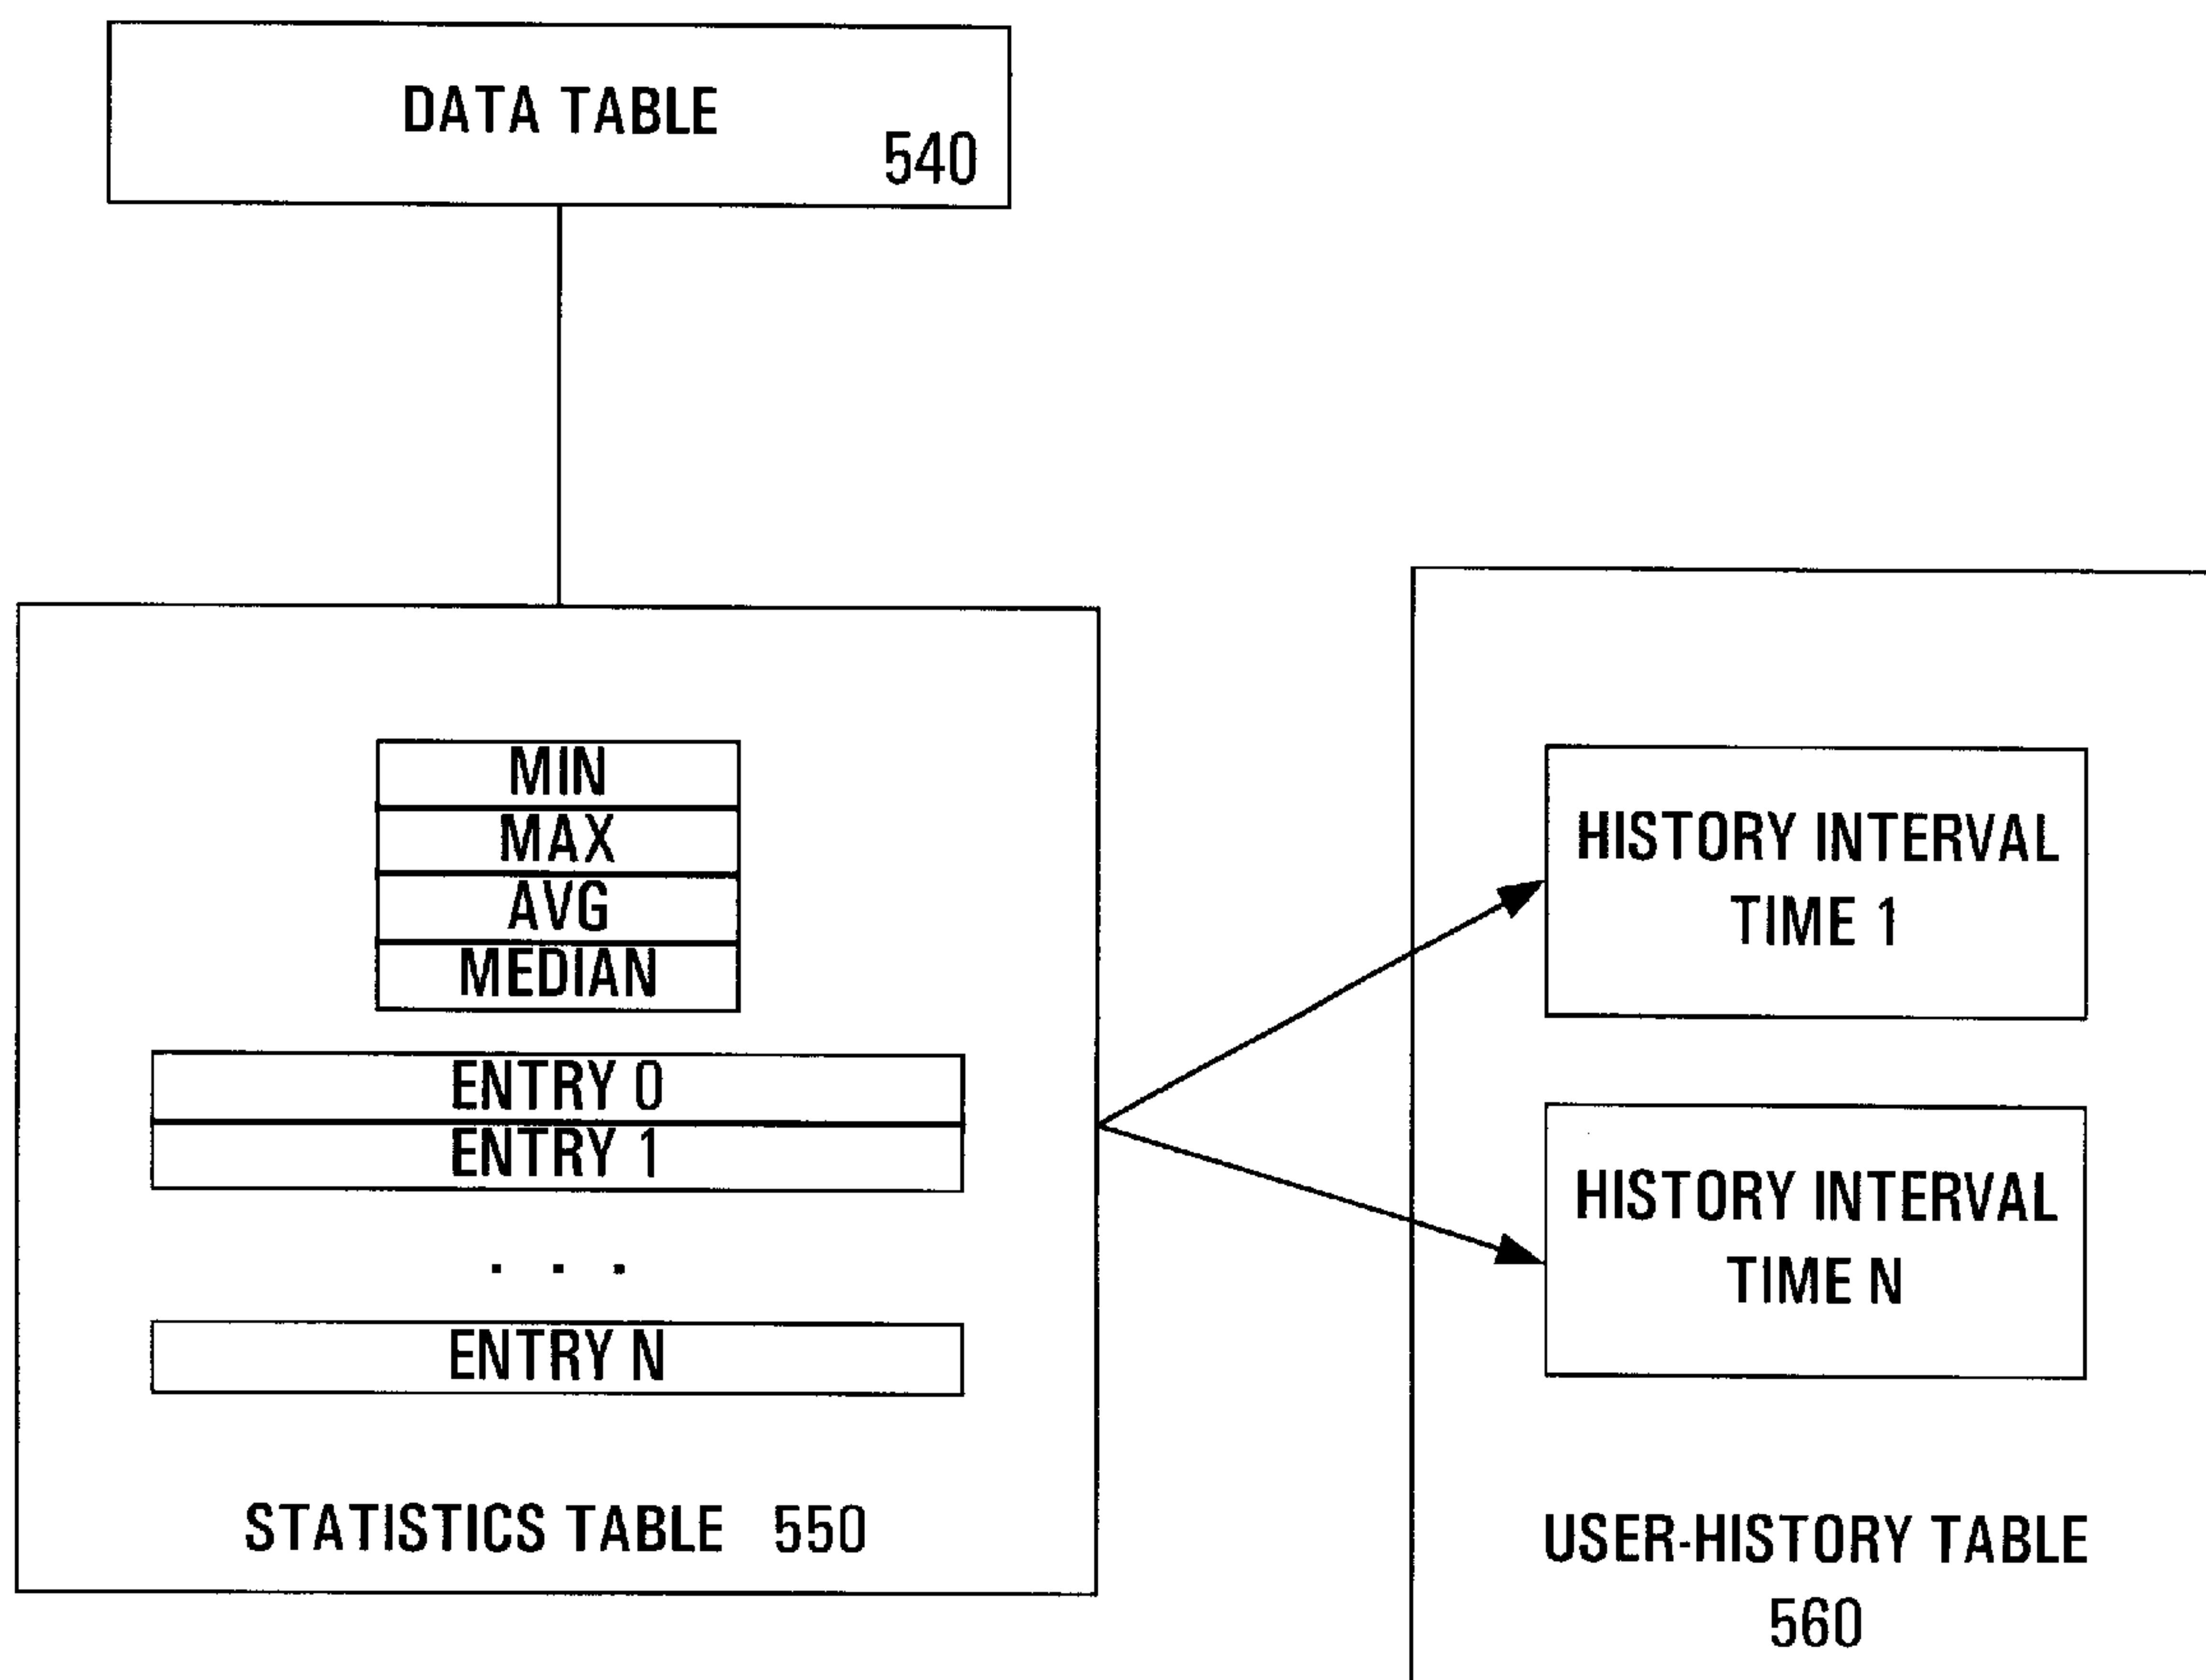 DATA TABLE
540
MIN
MAX
AVG
MEDIAN
ENTRY 0
ENTRY 1
. . .
ENTRY N
STATISTICS TABLE 550
HISTORY INTERVAL
TIME 1
HISTORY INTERVAL
TIME N
USER-HISTORY TABLE
560